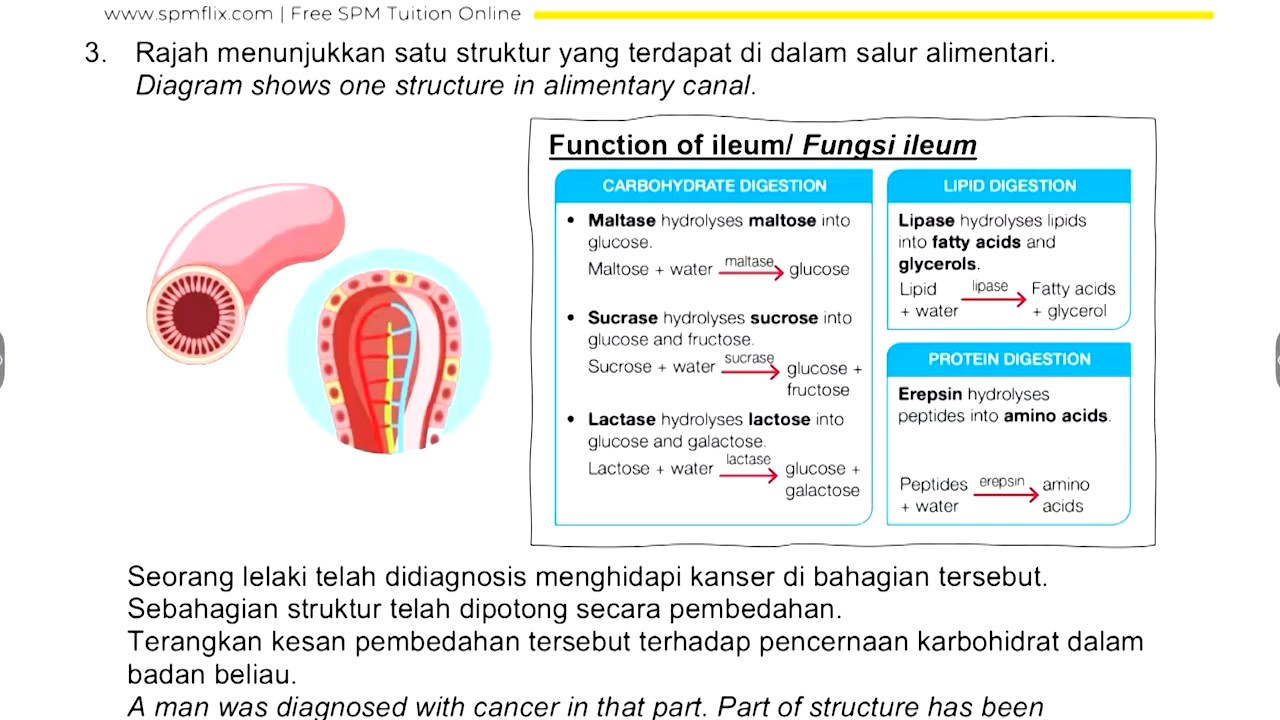 www.spmflix.com | Free SPM Tuition Online
3. Rajah menunjukkan satu struktur yang terdapat di dalam salur alimentari.
Diagram shows one structure in alimentary canal.
Function of ileum/ Fungsi ileum
CARBOHYDRATE DIGESTION
• Maltase hydrolyses maltose into
glucose.
Maltose + water maltase glucose
• Sucrase hydrolyses sucrose into
glucose and fructose.
Sucrose + water sucrase glucose +
fructose
• Lactase hydrolyses lactose into
glucose and galactose.
Lactose + water lactase glucose +
galactose
LIPID DIGESTION
Lipase hydrolyses lipids
into fatty acids and
glycerols.
Lipid lipase Fatty acids
+ water + glycerol
PROTEIN DIGESTION
Erepsin hydrolyses
peptides into amino acids.
Peptides erepsin amino
+ water acids
Seorang lelaki telah didiagnosis menghidapi kanser di bahagian tersebut.
Sebahagian struktur telah dipotong secara pembedahan.
Terangkan kesan pembedahan tersebut terhadap pencernaan karbohidrat dalam
badan beliau.
A man was diagnosed with cancer in that part. Part of structure has been